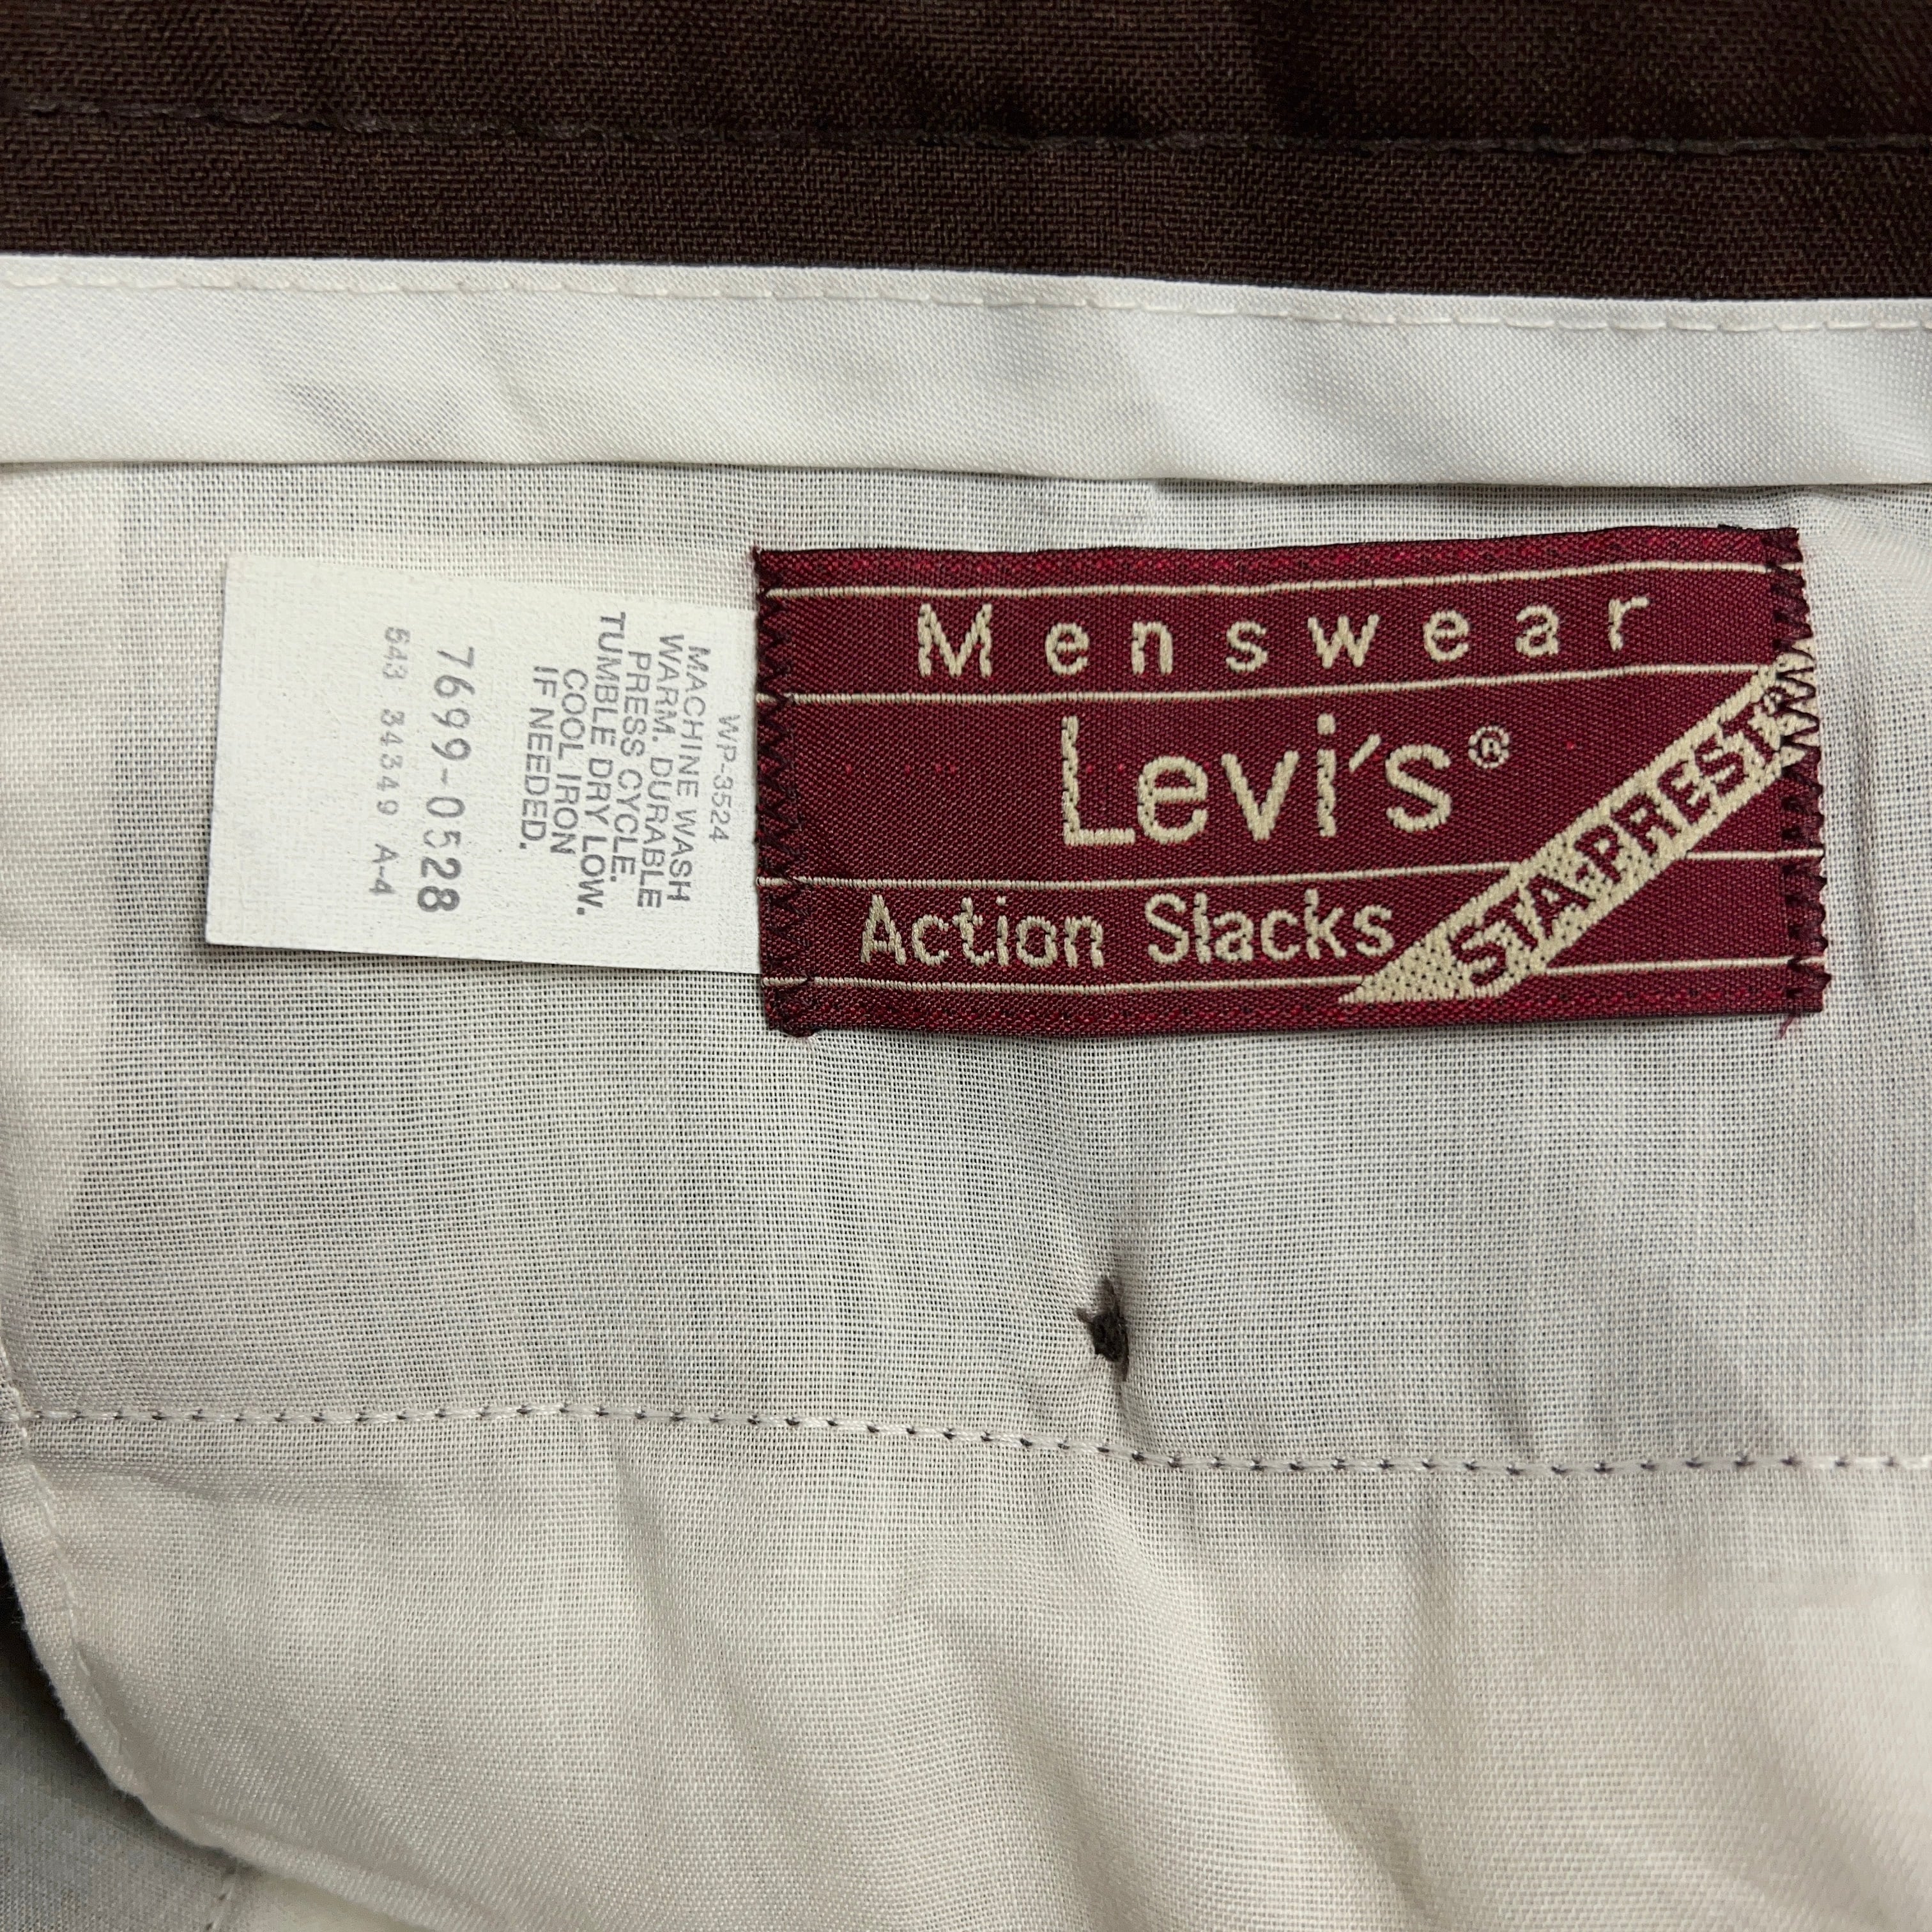 Menswear
Levi's®
Action Slacks
STA-PREST®
WP-3524
MACHINE WASH
WARM. DURABLE
PRESS CYCLE.
TUMBLE DRY LOW.
COOL IRON
IF NEEDED.
7699-0528
543 34349 A-4